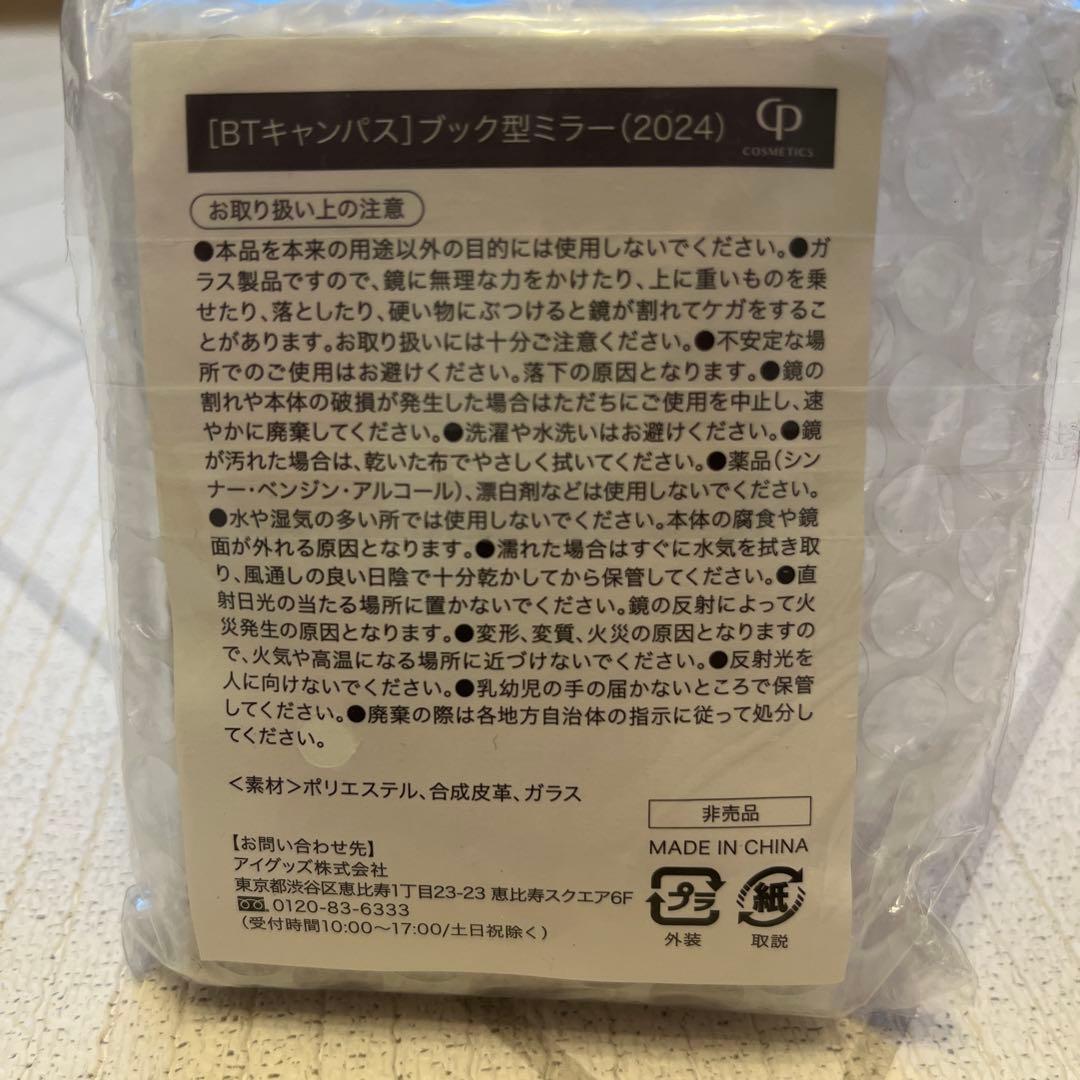 [BTキャンパス]ブック型ミラー(2024)
CP
COSMETICS
お取り扱い上の注意
●本品を本来の用途以外の目的には使用しないでください。●ガ
ラス製品ですので、鏡に無理な力をかけたり、上に重いものを乗
せたり、落としたり、硬い物にぶつけると鏡が割れてケガをするこ
とがあります。お取り扱いには十分ご注意ください。●不安定な場
所でのご使用はお避けください。落下の原因となります。●鏡の
割れや本体の破損が発生した場合はただちにご使用を中止し、速
やかに廃棄してください。●洗濯や水洗いはお避けください。●鏡
が汚れた場合は、乾いた布でやさしく拭いてください。●薬品(シン
ナー・ベンジン・アルコール)、漂白剤などは使用しないでください。
●水や湿気の多い所では使用しないでください。本体の腐食や鏡
面が外れる原因となります。●濡れた場合はすぐに水気を拭き取
り、風通しの良い日陰で十分乾かしてから保管してください。●直
射日光の当たる場所に置かないでください。鏡の反射によって火
災発生の原因となります。●変形、変質、火災の原因となりますの
で、火気や高温になる場所に近づけないでください。●反射光を
人に向けないでください。●乳幼児の手の届かないところで保管
してください。●廃棄の際は各地方自治体の指示に従って処分し
てください。
<素材>ポリエステル、合成皮革、ガラス
非売品
MADE IN CHINA
【お問い合わせ先】
アイグッズ株式会社
東京都渋谷区恵比寿1丁目23-23 恵比寿スクエア6F
0120-83-6333
(受付時間10:00〜17:00/土日祝除く)
プラ 紙
外装 取説